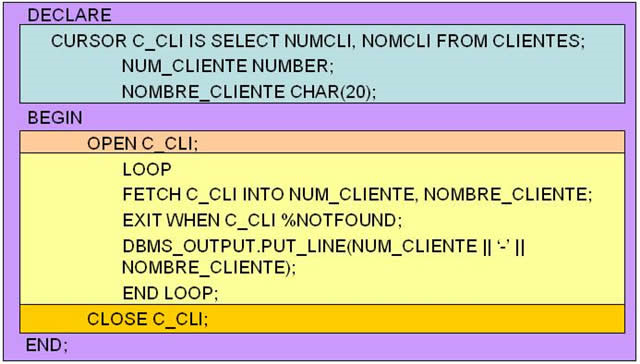 DECLARE
CURSOR C_CLI IS SELECT NUMCLI, NOMCLI FROM CLIENTES;
NUM_CLIENTE NUMBER;
NOMBRE_CLIENTE CHAR(20);
BEGIN
OPEN C_CLI;
LOOP
FETCH C_CLI INTO NUM_CLIENTE, NOMBRE_CLIENTE;
EXIT WHEN C_CLI %NOTFOUND;
DBMS_OUTPUT.PUT_LINE(NUM_CLIENTE || ‘-’ ||
NOMBRE_CLIENTE);
END LOOP;
CLOSE C_CLI;
END;